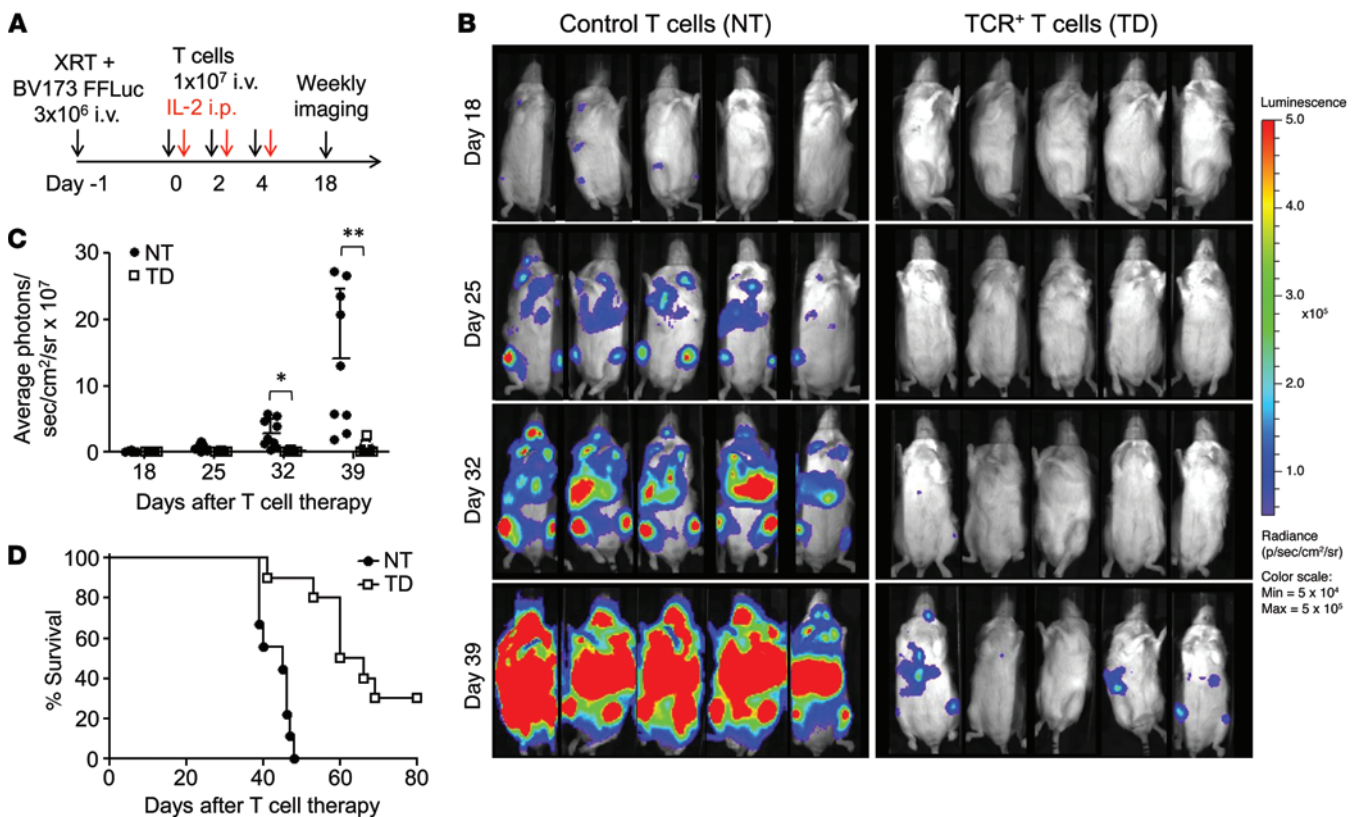 A
XRT +
BV173 FFLuc
3x10⁶ i.v.
T cells
1x10⁷ i.v.
IL-2 i.p.
Weekly
imaging
Day -1
0
2
4
18
B
Control T cells (NT)
TCR⁺ T cells (TD)
Day 18
Day 25
Day 32
Day 39
Luminescence
5.0
4.0
3.0
x10⁵
2.0
1.0
Radiance
(p/sec/cm²/sr)
Color scale:
Min = 5 x 10⁴
Max = 5 x 10⁵
C
NT
TD
*
**
Average photons/
sec/cm²/sr x 10⁷
30
20
10
0
18 25 32 39
Days after T cell therapy
D
NT
TD
% Survival
100
80
60
40
20
0
0 20 40 60 80
Days after T cell therapy